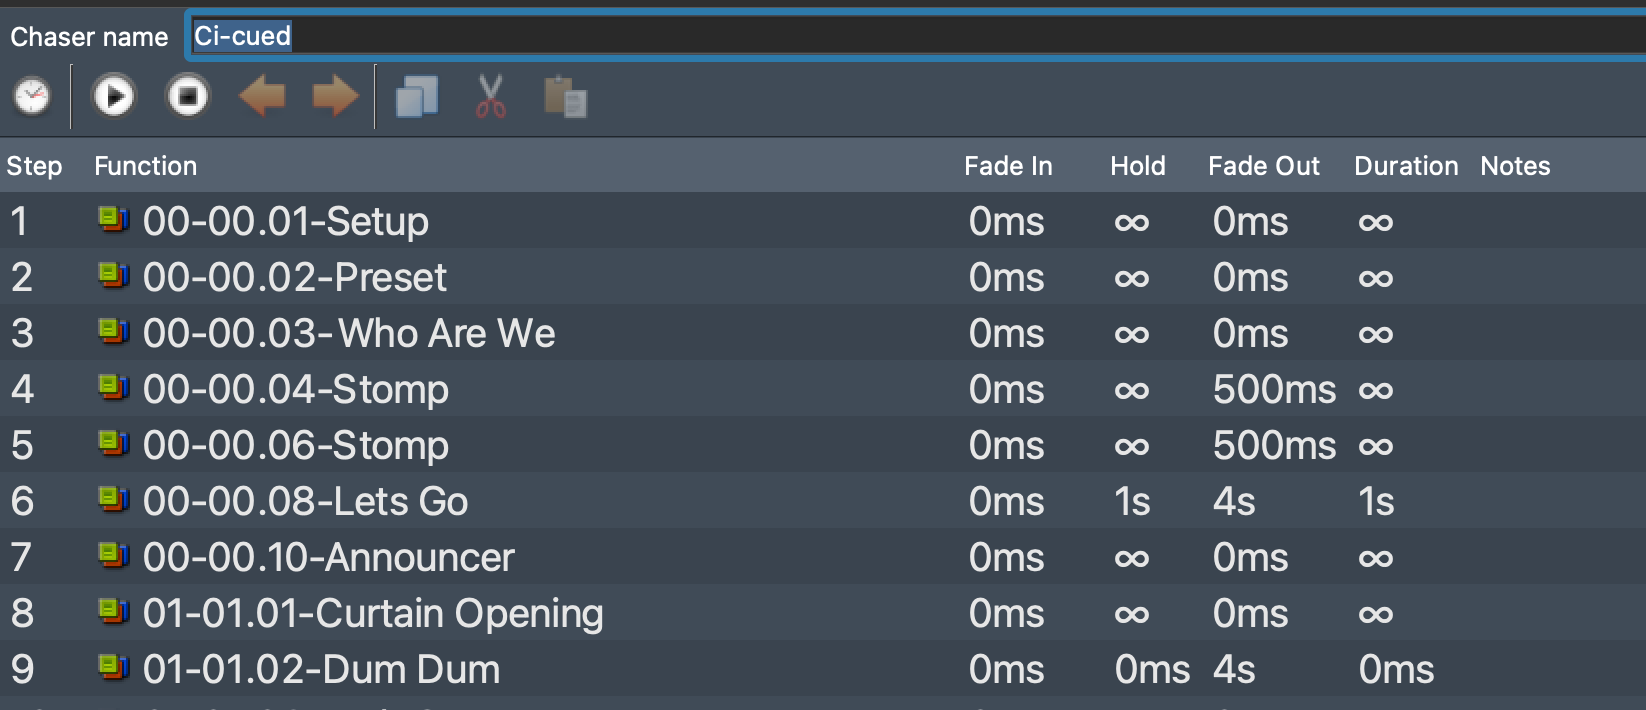 Chaser name Ci-cued
Step Function Fade In Hold Fade Out Duration Notes
1 00-00.01-Setup 0ms ∞ 0ms ∞
2 00-00.02-Preset 0ms ∞ 0ms ∞
3 00-00.03-Who Are We 0ms ∞ 0ms ∞
4 00-00.04-Stomp 0ms ∞ 500ms ∞
5 00-00.06-Stomp 0ms ∞ 500ms ∞
6 00-00.08-Lets Go 0ms 1s 4s 1s
7 00-00.10-Announcer 0ms ∞ 0ms ∞
8 01-01.01-Curtain Opening 0ms ∞ 0ms ∞
9 01-01.02-Dum Dum 0ms 0ms 4s 0ms